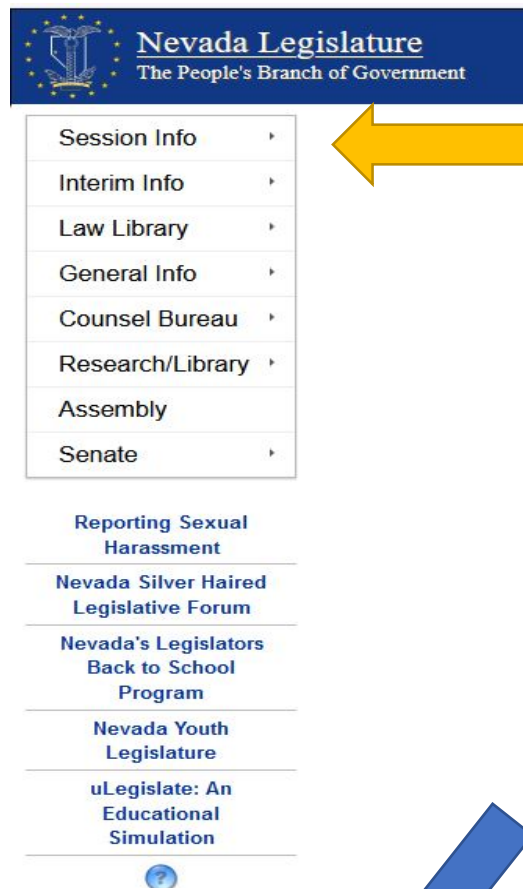 Nevada Legislature
The People's Branch of Government
Session Info
Interim Info
Law Library
General Info
Counsel Bureau
Research/Library
Assembly
Senate
Reporting Sexual
Harassment
Nevada Silver Haired
Legislative Forum
Nevada's Legislators
Back to School
Program
Nevada Youth
Legislature
uLegislate: An
Educational
Simulation
?